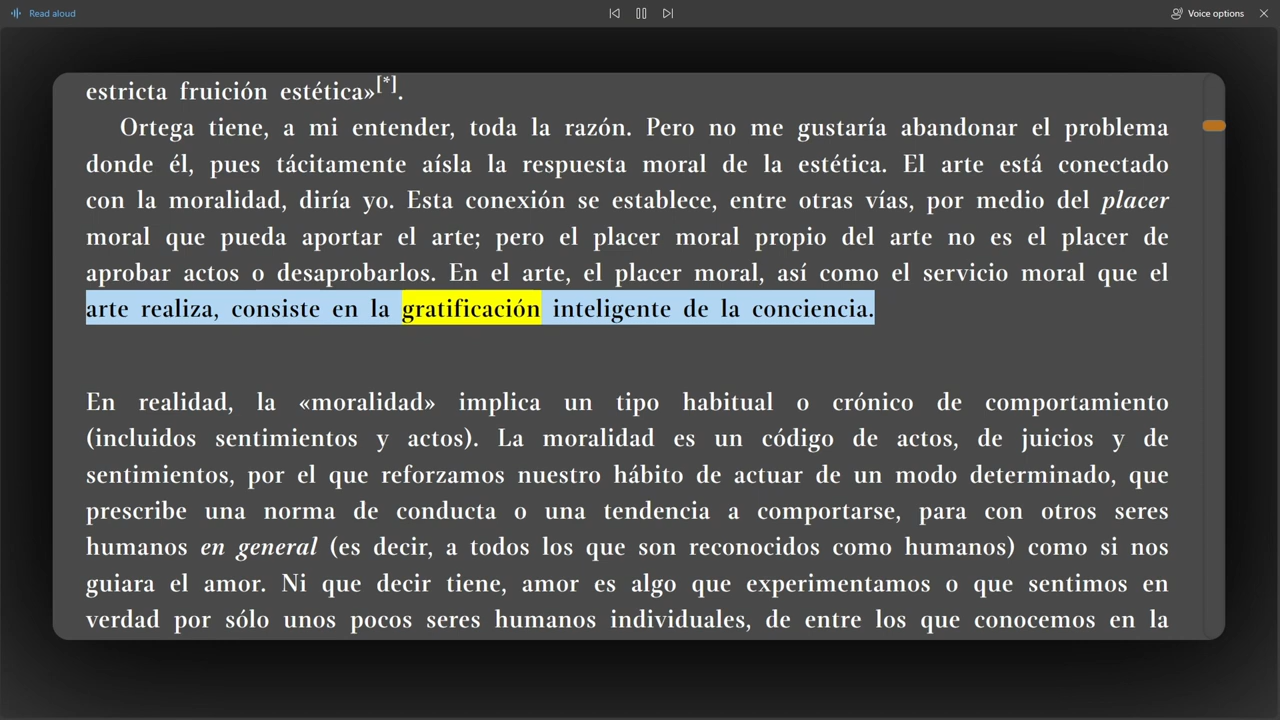 Read aloud
Voice options
estricta fruición estética»[*].
Ortega tiene, a mi entender, toda la razón. Pero no me gustaría abandonar el problema
donde él, pues tácitamente aísla la respuesta moral de la estética. El arte está conectado
con la moralidad, diría yo. Esta conexión se establece, entre otras vías, por medio del placer
moral que pueda aportar el arte; pero el placer moral propio del arte no es el placer de
aprobar actos o desaprobarlos. En el arte, el placer moral, así como el servicio moral que el
arte realiza, consiste en la gratificación inteligente de la conciencia.
En realidad, la «moralidad» implica un tipo habitual o crónico de comportamiento
(incluidos sentimientos y actos). La moralidad es un código de actos, de juicios y de
sentimientos, por el que reforzamos nuestro hábito de actuar de un modo determinado, que
prescribe una norma de conducta o una tendencia a comportarse, para con otros seres
humanos en general (es decir, a todos los que son reconocidos como humanos) como si nos
guiara el amor. Ni que decir tiene, amor es algo que experimentamos o que sentimos en
verdad por sólo unos pocos seres humanos individuales, de entre los que conocemos en la